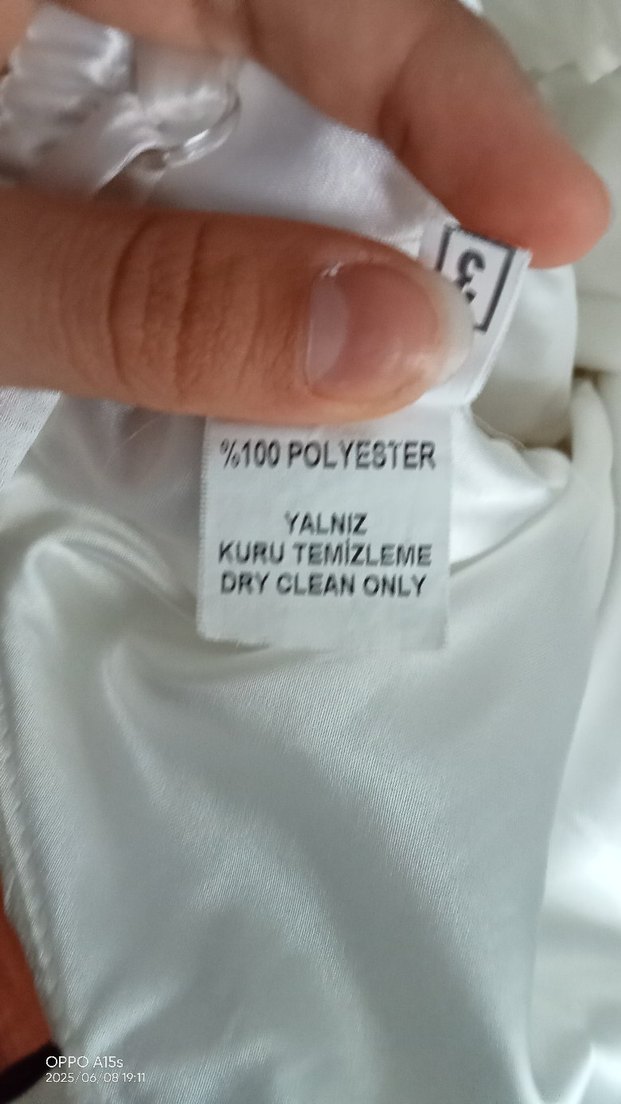 %100 POLYESTER
YALNIZ
KURU TEMİZLEME
DRY CLEAN ONLY
OPPO A15s
2025/06/08 19:11